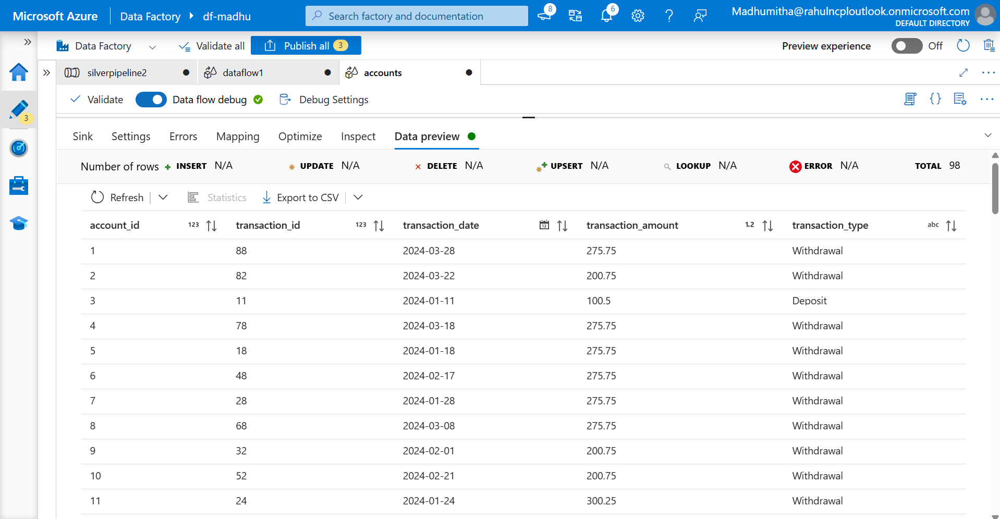 Microsoft Azure
Data Factory
df-madhu
Search factory and documentation
8
6
Madhumitha@rahulncploutlook.onmicrosoft.com
DEFAULT DIRECTORY
Data Factory
Validate all
Publish all 3
Preview experience
Off
silverpipeline2
dataflow1
accounts
Validate
Data flow debug
Debug Settings
{}
3
Sink Settings Errors Mapping Optimize Inspect Data preview
Number of rows INSERT N/A UPDATE N/A DELETE N/A UPSERT N/A LOOKUP N/A ERROR N/A TOTAL 98
Refresh Statistics Export to CSV
account_id 123 transaction_id 123 transaction_date 12 transaction_amount 1.2 transaction_type abc
1 88 2024-03-28 275.75 Withdrawal
2 82 2024-03-22 200.75 Withdrawal
3 11 2024-01-11 100.5 Deposit
4 78 2024-03-18 275.75 Withdrawal
5 18 2024-01-18 275.75 Withdrawal
6 48 2024-02-17 275.75 Withdrawal
7 28 2024-01-28 275.75 Withdrawal
8 68 2024-03-08 275.75 Withdrawal
9 32 2024-02-01 200.75 Withdrawal
10 52 2024-02-21 200.75 Withdrawal
11 24 2024-01-24 300.25 Withdrawal